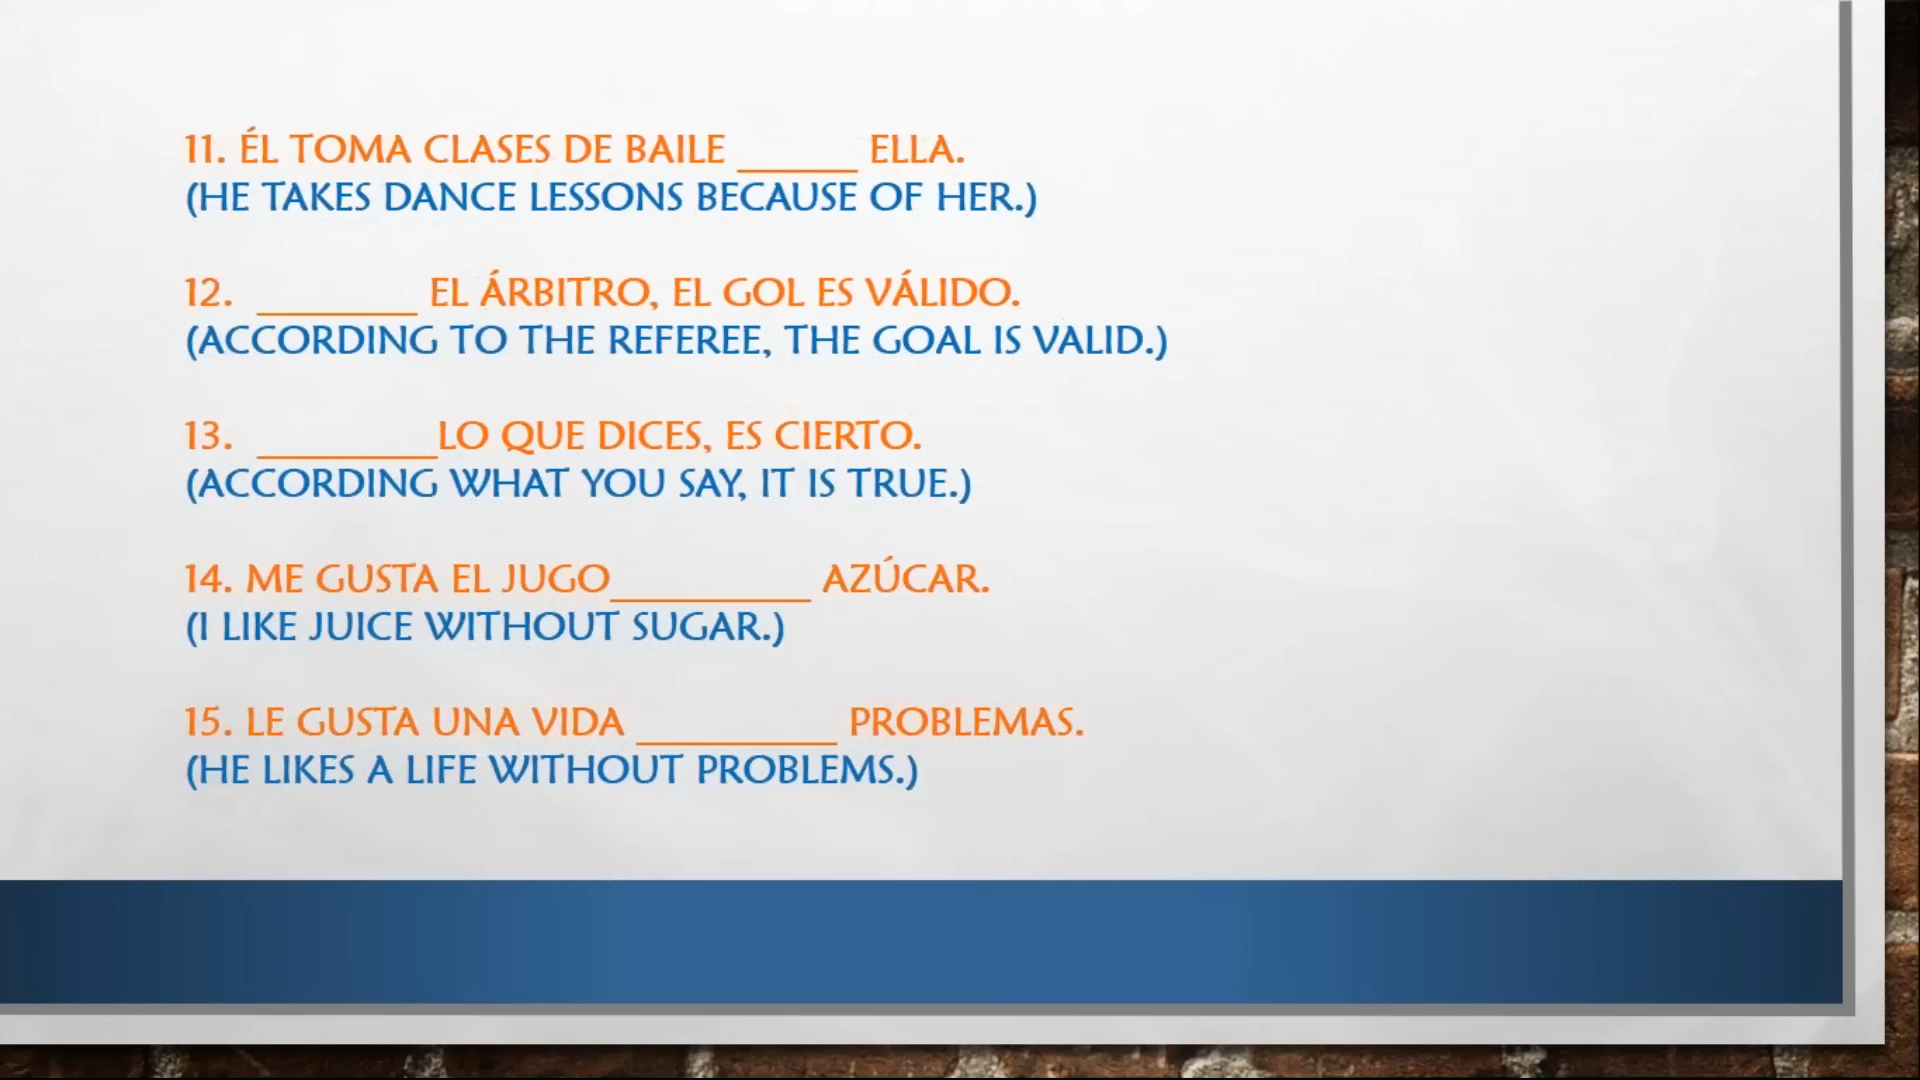 11. ÉL TOMA CLASES DE BAILE ______ ELLA.
(HE TAKES DANCE LESSONS BECAUSE OF HER.)
12. ________ EL ÁRBITRO, EL GOL ES VÁLIDO.
(ACCORDING TO THE REFEREE, THE GOAL IS VALID.)
13. _________LO QUE DICES, ES CIERTO.
(ACCORDING WHAT YOU SAY, IT IS TRUE.)
14. ME GUSTA EL JUGO__________ AZÚCAR.
(I LIKE JUICE WITHOUT SUGAR.)
15. LE GUSTA UNA VIDA __________ PROBLEMAS.
(HE LIKES A LIFE WITHOUT PROBLEMS.)